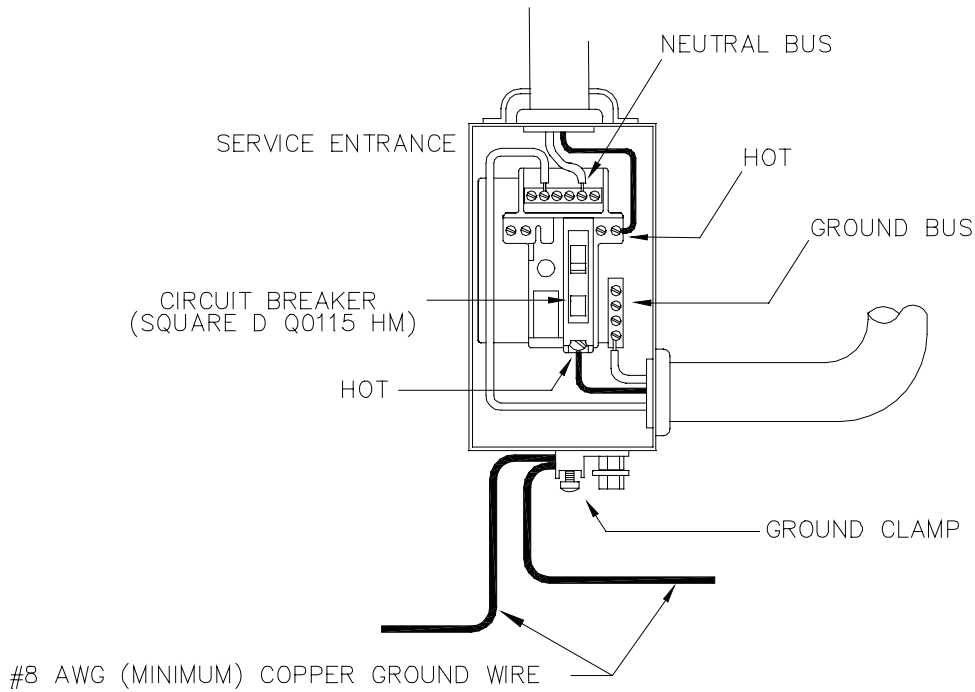 NEUTRAL BUS
SERVICE ENTRANCE
HOT
GROUND BUS
CIRCUIT BREAKER
(SQUARE D Q0115 HM)
HOT
GROUND CLAMP
#8 AWG (MINIMUM) COPPER GROUND WIRE